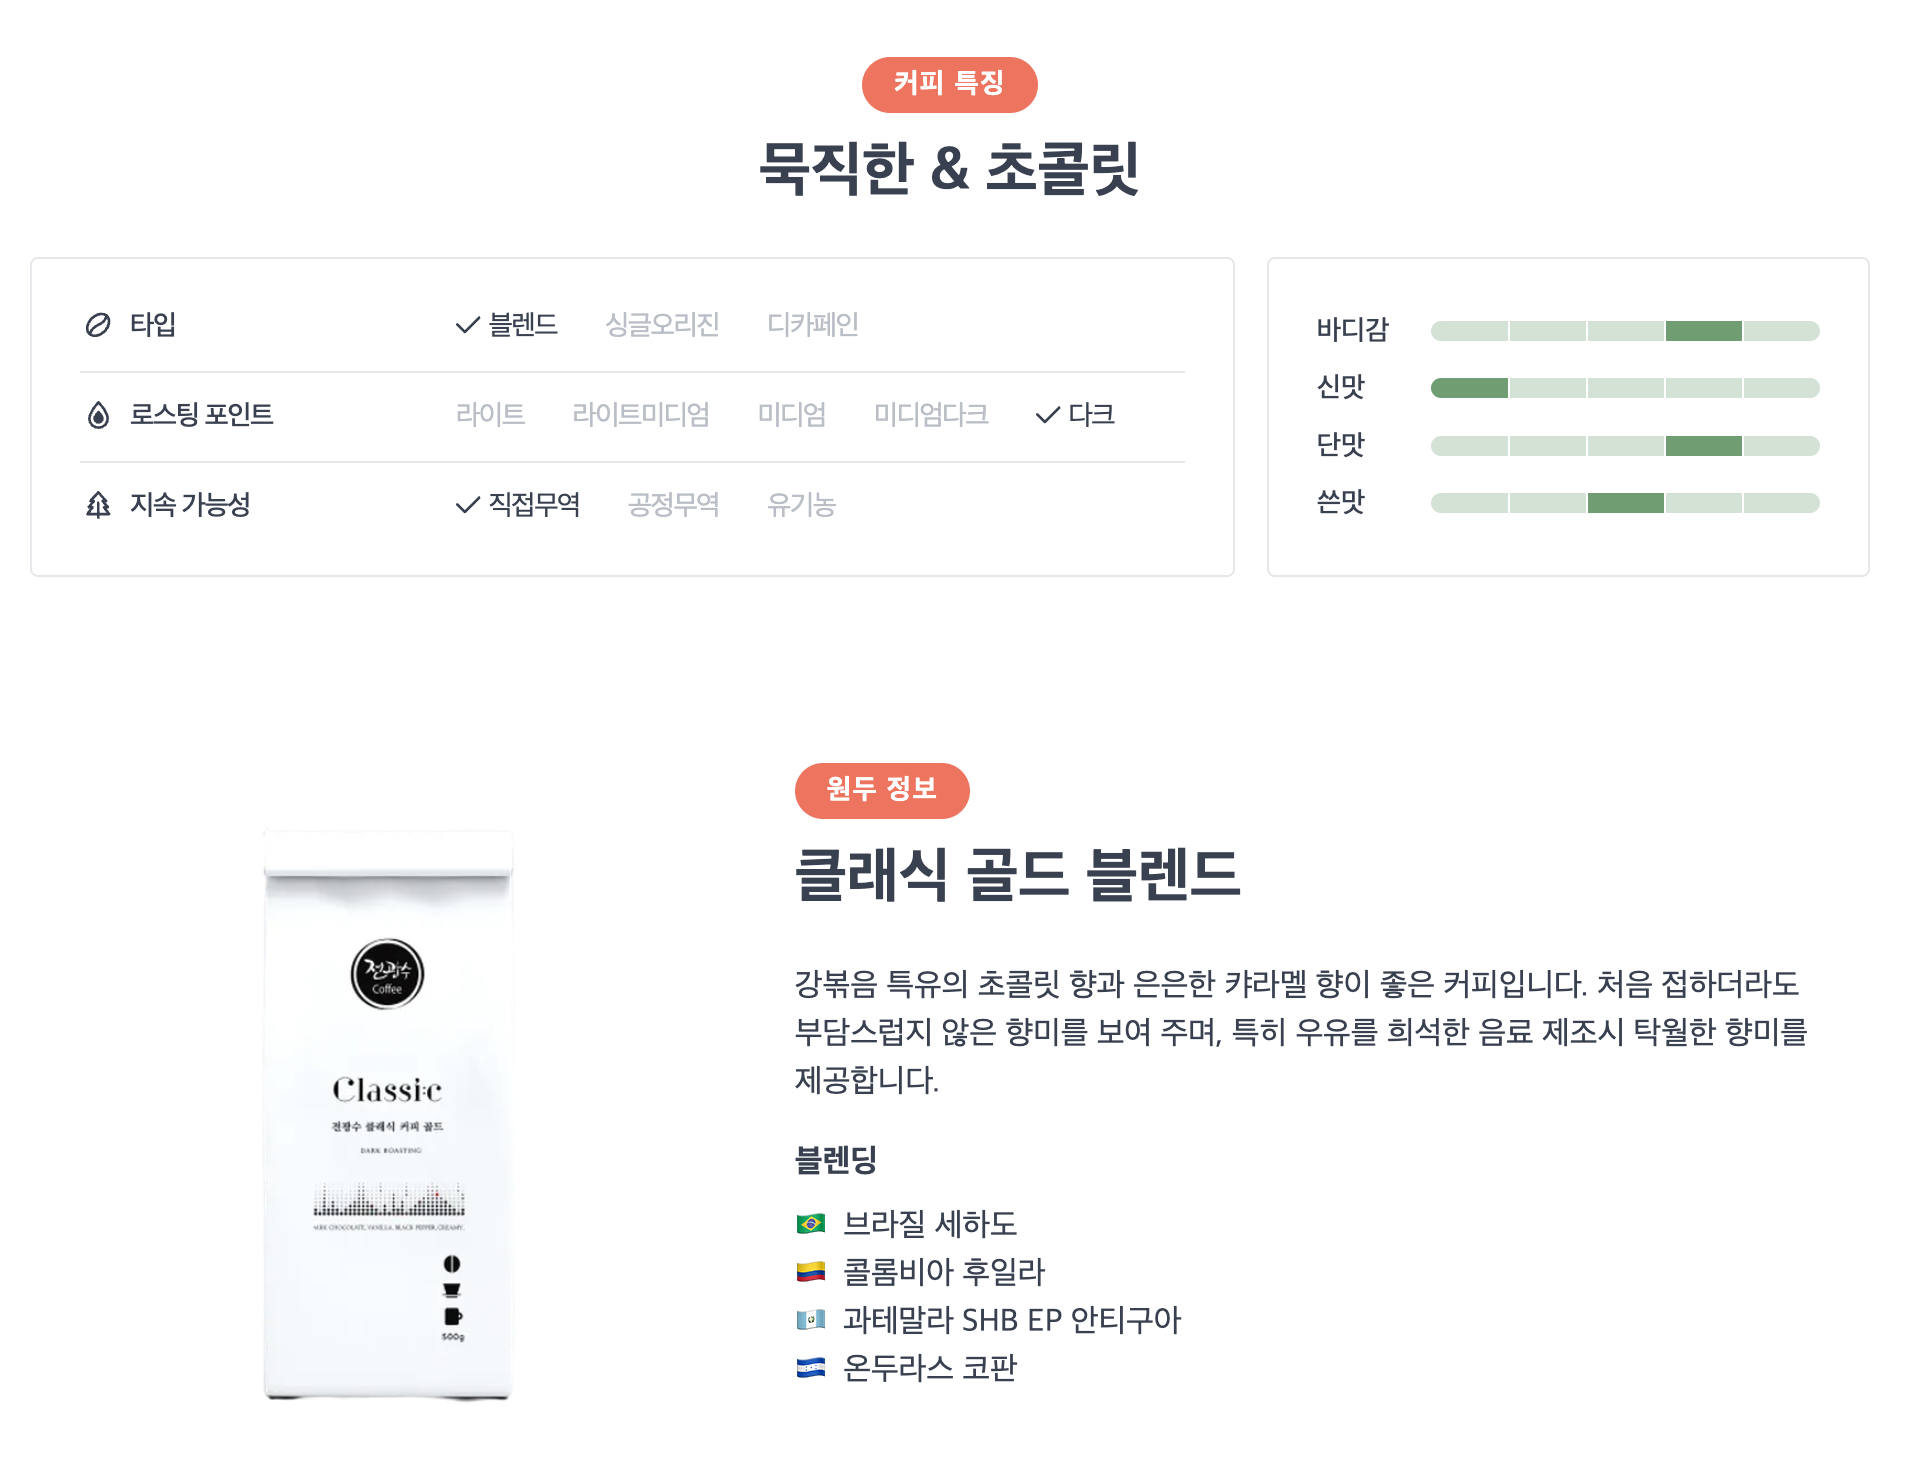 커피 특징
묵직한 & 초콜릿
타입 블렌드 싱글오리진 디카페인
로스팅 포인트 라이트 라이트미디엄 미디엄 미디엄다크 다크
지속 가능성 직접무역 공정무역 유기농
바디감
신맛
단맛
쓴맛
원두 정보
클래식 골드 블렌드
강볶음 특유의 초콜릿 향과 은은한 캬라멜 향이 좋은 커피입니다. 처음 접하더라도
부담스럽지 않은 향미를 보여 주며, 특히 우유를 희석한 음료 제조시 탁월한 향미를
제공합니다.
블렌딩
브라질 세하도
콜롬비아 후일라
과테말라 SHB EP 안티구아
온두라스 코판
전광수
Coffee
Classic
전광수 클래식 커피 골드
DARK ROASTING
MILK CHOCOLATE, VANILLA, BLACK PEPPER, CREAMY,
500g